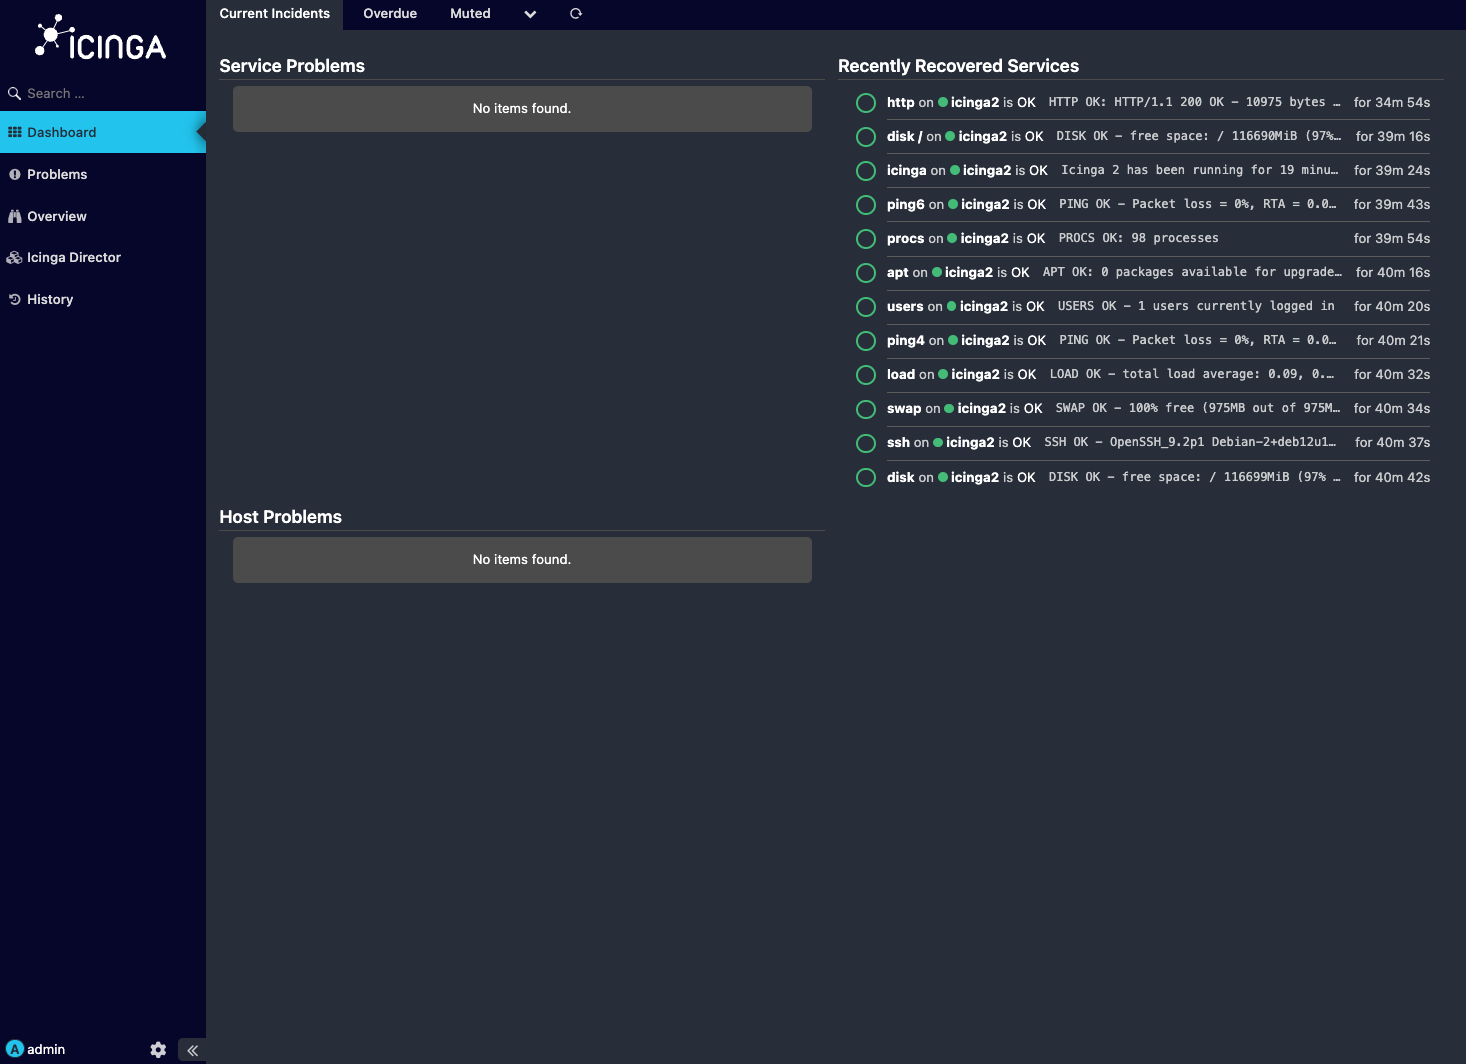 Current Incidents Overdue Muted
ICINGA
Search ...
Dashboard
Problems
Overview
Icinga Director
History
Service Problems
No items found.
Host Problems
No items found.
Recently Recovered Services
http on icinga2 is OK HTTP OK: HTTP/1.1 200 OK - 10975 bytes … for 34m 54s
disk / on icinga2 is OK DISK OK - free space: / 116690MiB (97%… for 39m 16s
icinga on icinga2 is OK Icinga 2 has been running for 19 minu… for 39m 24s
ping6 on icinga2 is OK PING OK - Packet loss = 0%, RTA = 0.0… for 39m 43s
procs on icinga2 is OK PROCS OK: 98 processes for 39m 54s
apt on icinga2 is OK APT OK: 0 packages available for upgrade… for 40m 16s
users on icinga2 is OK USERS OK - 1 users currently logged in for 40m 20s
ping4 on icinga2 is OK PING OK - Packet loss = 0%, RTA = 0.0… for 40m 21s
load on icinga2 is OK LOAD OK - total load average: 0.09, 0.… for 40m 32s
swap on icinga2 is OK SWAP OK - 100% free (975MB out of 975M… for 40m 34s
ssh on icinga2 is OK SSH OK - OpenSSH_9.2p1 Debian-2+deb12u1… for 40m 37s
disk on icinga2 is OK DISK OK - free space: / 116699MiB (97% … for 40m 42s
A admin